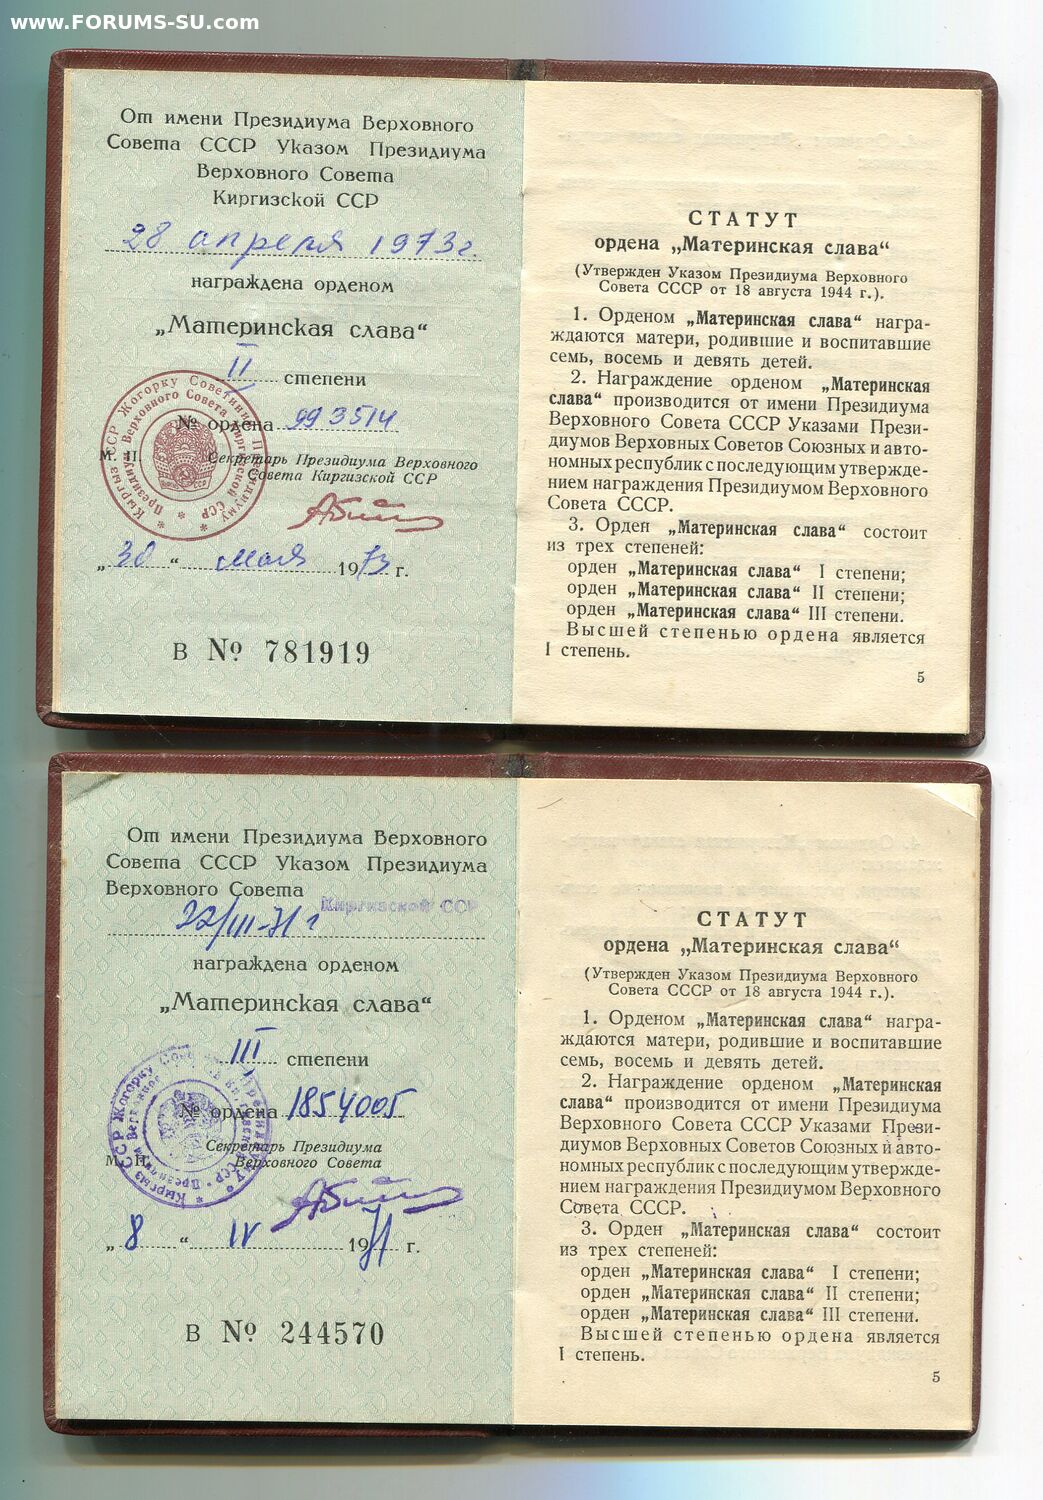 www.FORUMS-SU.com
От имени Президиума Верховного
Совета СССР Указом Президиума
Верховного Совета
Киргизской ССР
28 апреля 1973г.
награждена орденом
„Материнская слава“
II степени
№ ордена 993514
М. П.
Секретарь Президиума Верховного
Совета Киргизской ССР
Кыргыз ССР Жогорку Советинин Президиуму
Президиум Верховного Совета Киргизской ССР
„30“ мая 1973 г.
В № 781919
СТАТУТ
ордена „Материнская слава“
(Утвержден Указом Президиума Верховного
Совета СССР от 18 августа 1944 г.).
1. Орденом „Материнская слава“ награ-
ждаются матери, родившие и воспитавшие
семь, восемь и девять детей.
2. Награждение орденом „Материнская
слава“ производится от имени Президиума
Верховного Совета СССР Указами Прези-
диумов Верховных Советов Союзных и авто-
номных республик с последующим утвержде-
нием награждения Президиумом Верховного
Совета СССР.
3. Орден „Материнская слава“ состоит
из трех степеней:
орден „Материнская слава“ I степени;
орден „Материнская слава“ II степени;
орден „Материнская слава“ III степени.
Высшей степенью ордена является
I степень.
5
От имени Президиума Верховного
Совета СССР Указом Президиума
Верховного Совета
Киргизской ССР
22/III-71г
награждена орденом
„Материнская слава“
III степени
№ ордена 1854005
М. П.
Секретарь Президиума
Верховного Совета
„8“ IV 1971 г.
В № 244570
СТАТУТ
ордена „Материнская слава“
(Утвержден Указом Президиума Верховного
Совета СССР от 18 августа 1944 г.).
1. Орденом „Материнская слава“ награ-
ждаются матери, родившие и воспитавшие
семь, восемь и девять детей.
2. Награждение орденом „Материнская
слава“ производится от имени Президиума
Верховного Совета СССР Указами Прези-
диумов Верховных Советов Союзных и авто-
номных республик с последующим утвержде-
нием награждения Президиумом Верховного
Совета СССР.
3. Орден „Материнская слава“ состоит
из трех степеней:
орден „Материнская слава“ I степени;
орден „Материнская слава“ II степени;
орден „Материнская слава“ III степени.
Высшей степенью ордена является
I степень.
5